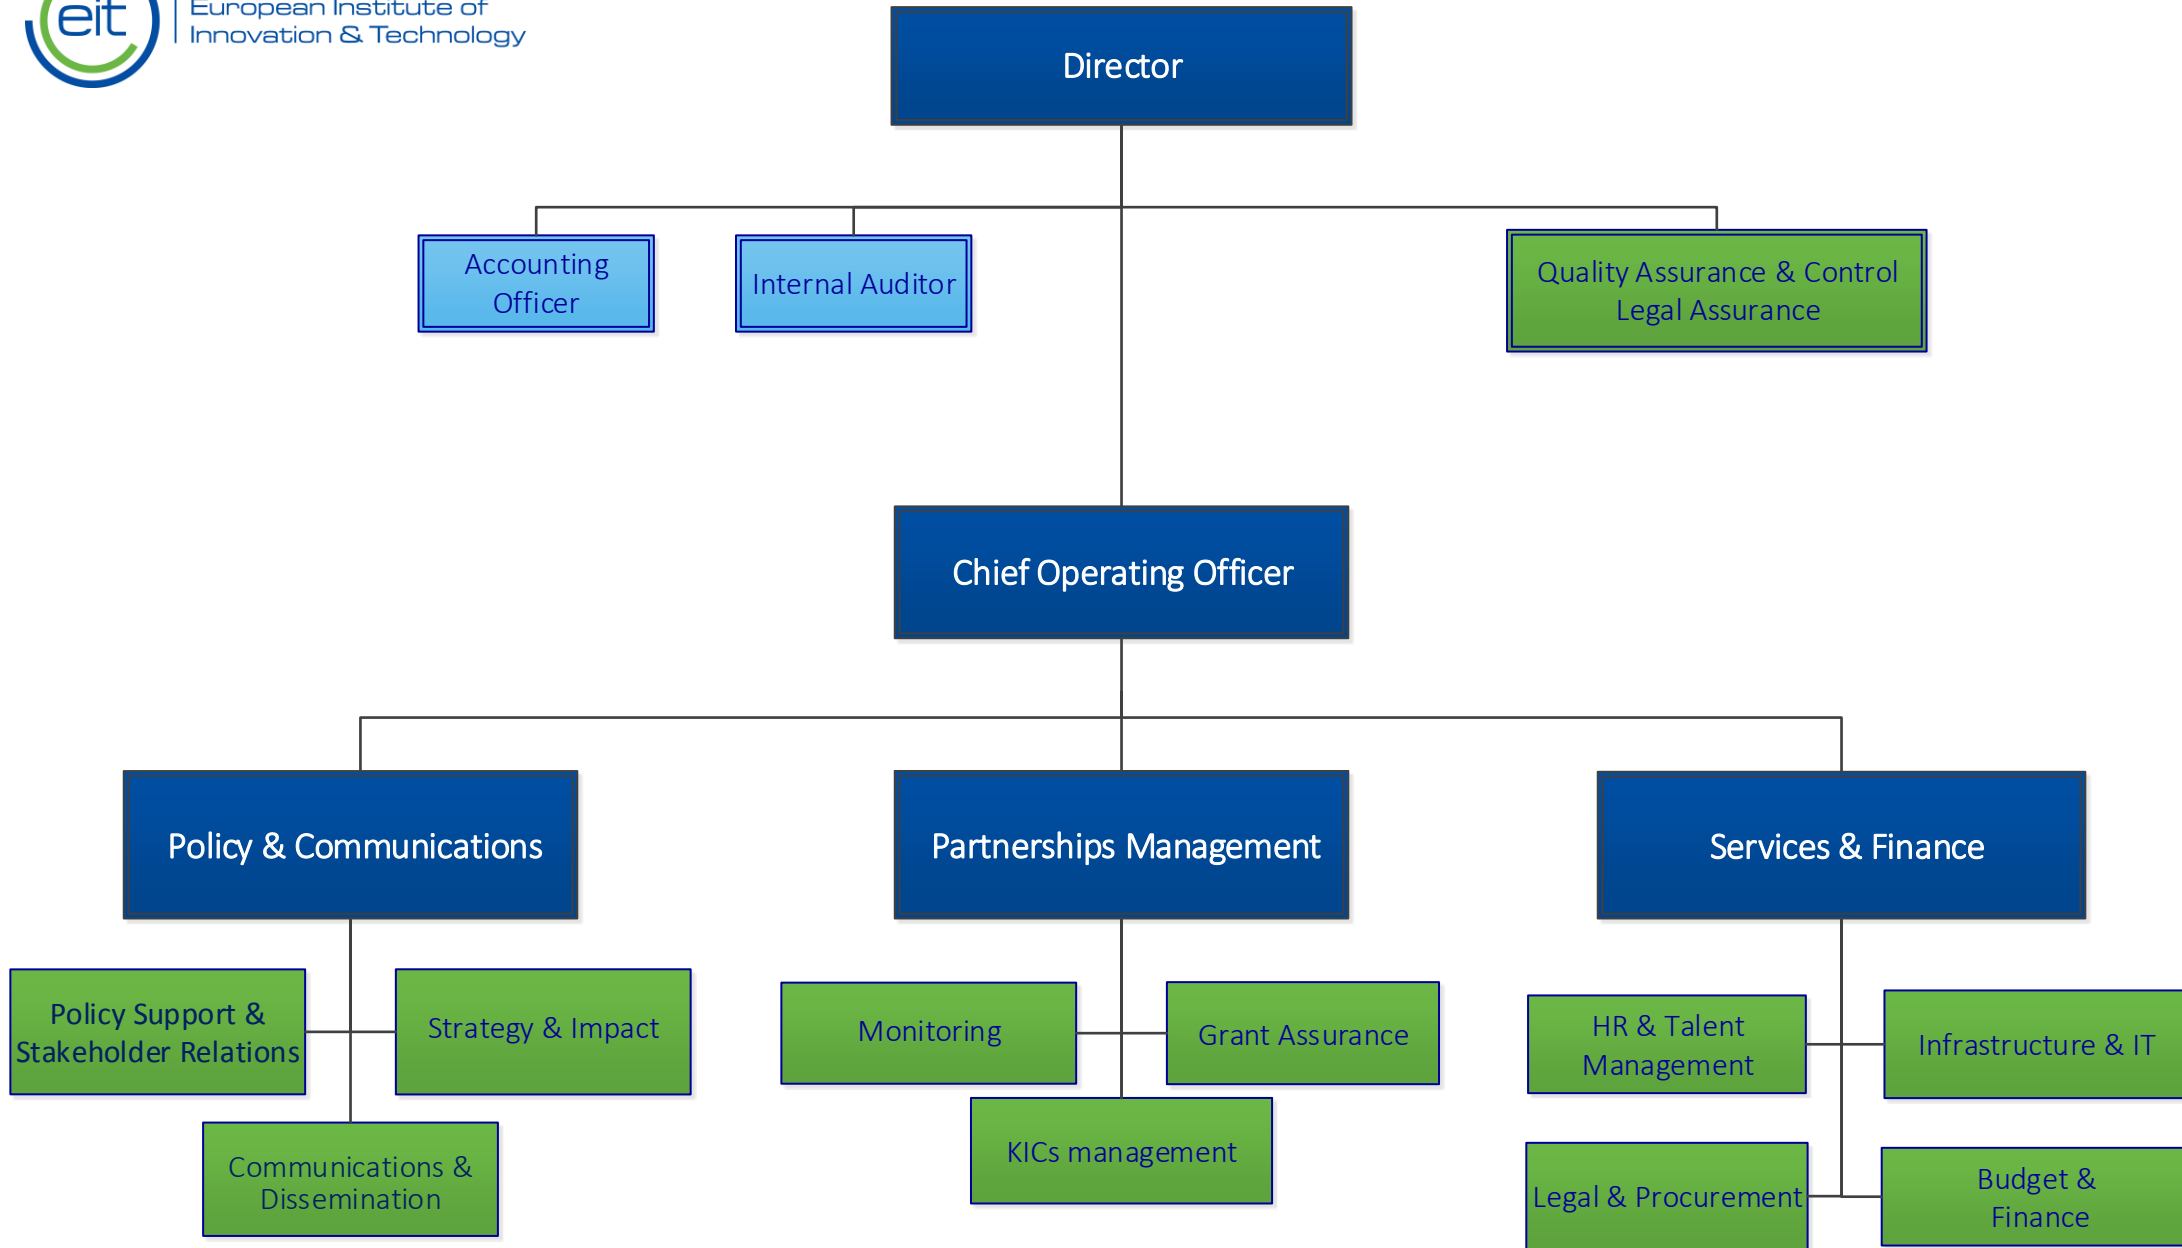 eit
European Institute of
Innovation & Technology
Director
Accounting
Officer
Internal Auditor
Quality Assurance & Control
Legal Assurance
Chief Operating Officer
Policy & Communications
Partnerships Management
Services & Finance
Policy Support &
Stakeholder Relations
Strategy & Impact
Communications &
Dissemination
Monitoring
Grant Assurance
KICs management
HR & Talent
Management
Infrastructure & IT
Legal & Procurement
Budget &
Finance